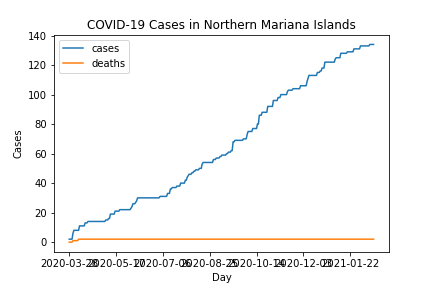 COVID-19 Cases in Northern Mariana Islands
cases
deaths
140
120
100
80
60
40
20
0
Cases
2020-03-28 2020-05-17 2020-07-06 2020-08-25 2020-10-14 2020-12-03 2021-01-22
Day